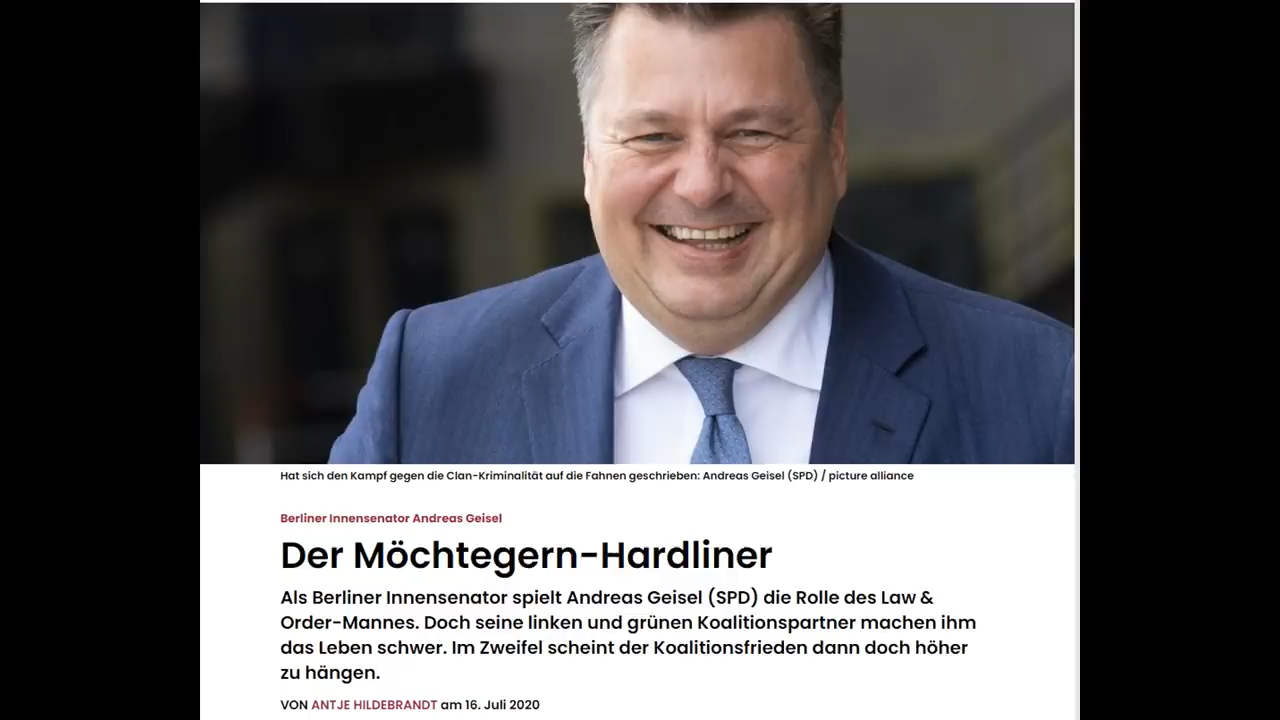 Hat sich den Kampf gegen die Clan-Kriminalität auf die Fahnen geschrieben: Andreas Geisel (SPD) / picture alliance
Berliner Innensenator Andreas Geisel
Der Möchtegern-Hardliner
Als Berliner Innensenator spielt Andreas Geisel (SPD) die Rolle des Law &
Order-Mannes. Doch seine linken und grünen Koalitionspartner machen ihm
das Leben schwer. Im Zweifel scheint der Koalitionsfrieden dann doch höher
zu hängen.
VON ANTJE HILDEBRANDT am 16. Juli 2020